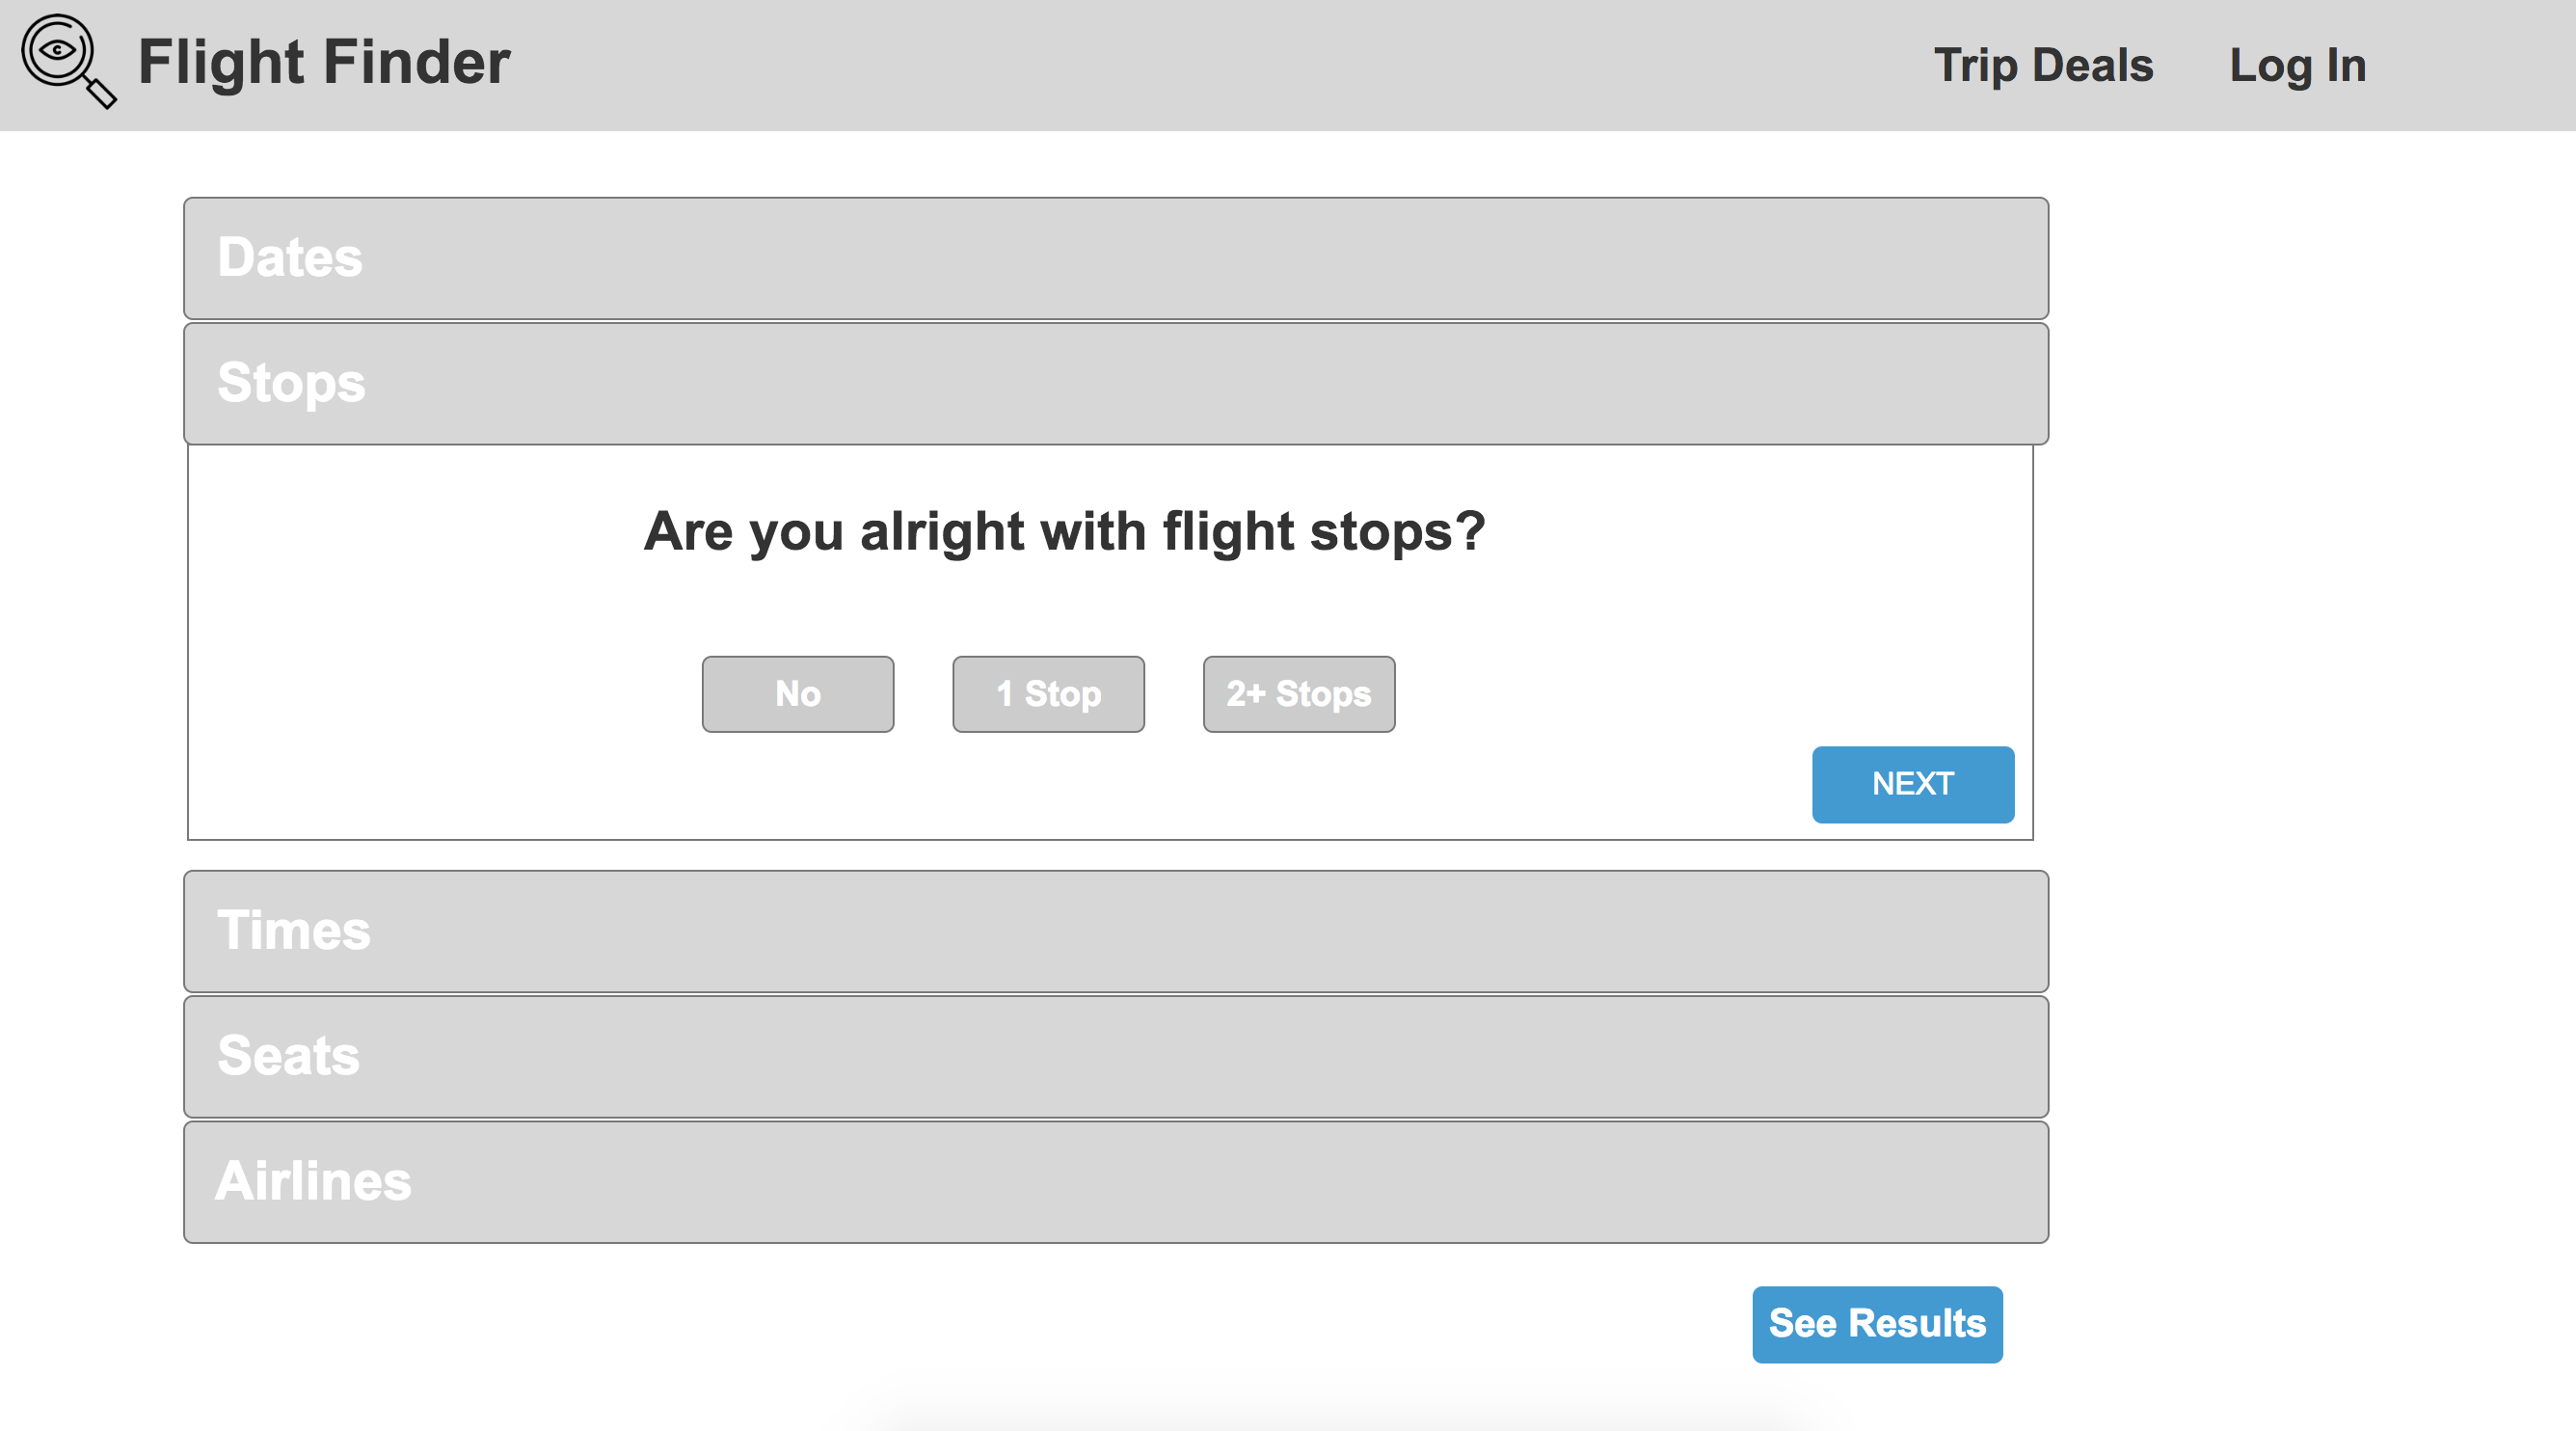 Flight Finder
Trip Deals
Log In
Dates
Stops
Are you alright with flight stops?
No
1 Stop
2+ Stops
NEXT
Times
Seats
Airlines
See Results